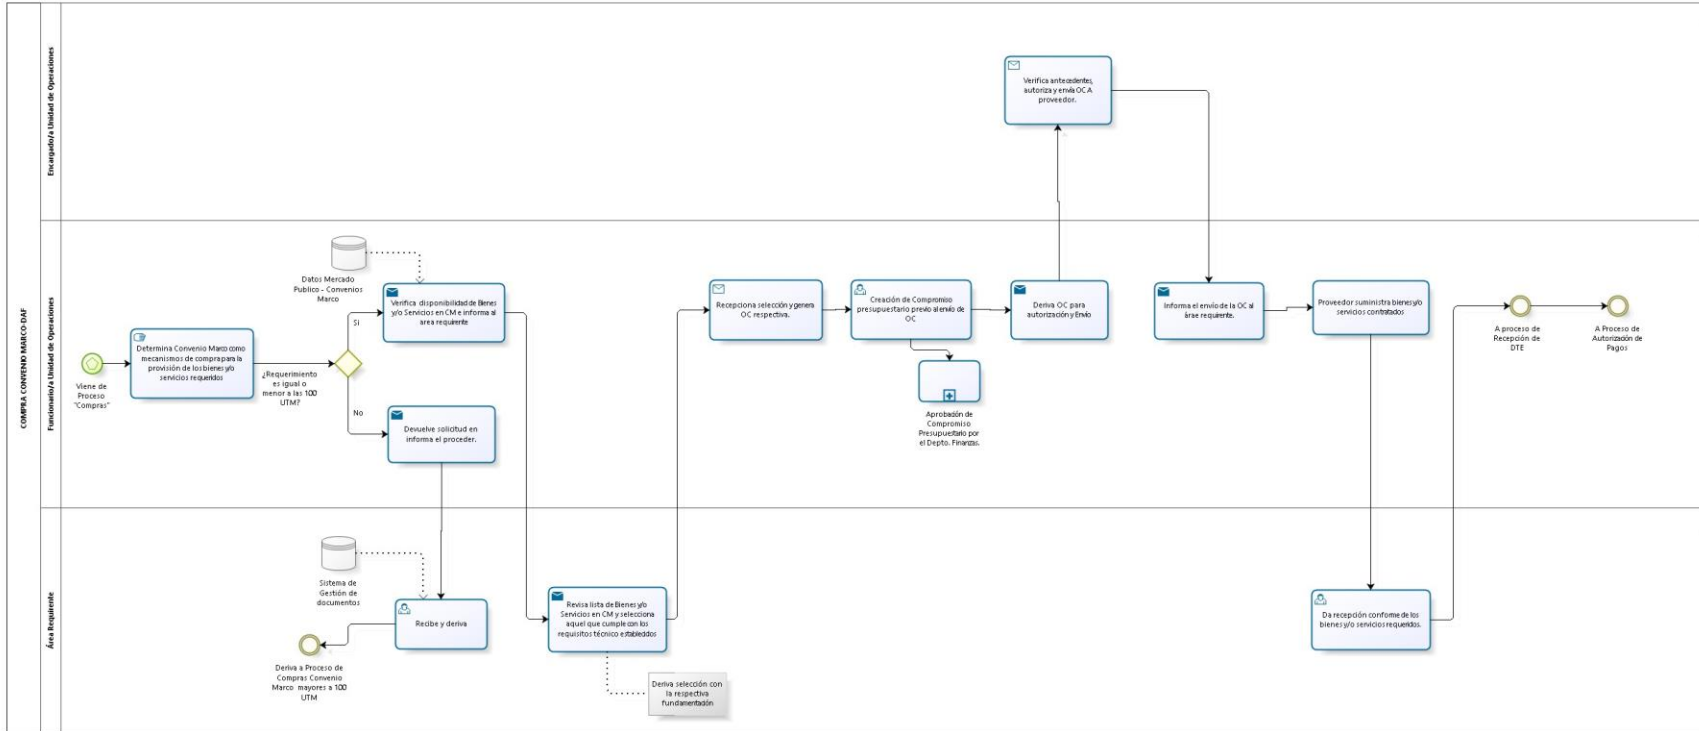 COMPRA CONVENIO MARCO-DAF
Encargado/a Unidad de Operaciones
Verifica antecedentes,
autoriza y envía OC A
proveedor.
Funcionario/a Unidad de Operaciones
Viene de
Proceso
"Compras"
Determina Convenio Marco como
mecanismos de compra para la
provisión de los bienes y/o
servicios requeridos
¿Requerimiento
es igual o
menor a las 100
UTM?
Si
No
Datos Mercado
Publico - Convenios
Marco
Verifica disponibilidad de Bienes
y/o Servicios en CM e informa al
area requirente
Devuelve solicitud en
informa el proceder.
Recepciona selección y genera
OC respectiva.
Creación de Compromiso
presupuestario previo al envío de
OC
Aprobación de
Compromiso
Presupuestario por
el Depto. Finanzas.
Deriva OC para
autorización y Envío
Informa el envío de la OC al
árae requirente.
Proveedor suministra bienes y/o
servicios contratados
A proceso de
Recepción de
DTE
A Proceso de
Autorización de
Pagos
Área Requirente
Sistema de
Gestión de
documentos
Recibe y deriva
Deriva a Proceso de
Compras Convenio
Marco mayores a 100
UTM
Revisa lista de Bienes y/o
Servicios en CM y selecciona
aquel que cumple con los
requisitos técnico establecidos
Deriva selección con
la respectiva
fundamentación
Da recepción conforme de los
bienes y/o servicios requeridos.